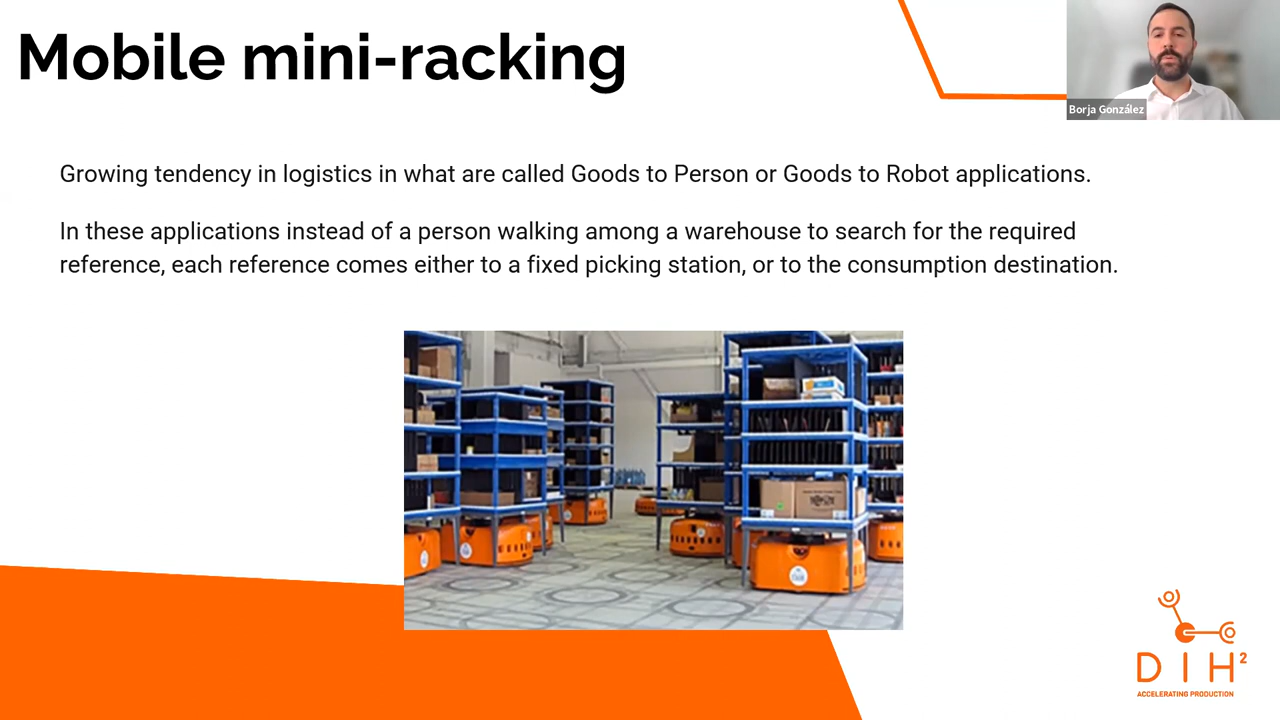 Mobile mini-racking
Borja González
Growing tendency in logistics in what are called Goods to Person or Goods to Robot applications.
In these applications instead of a person walking among a warehouse to search for the required
reference, each reference comes either to a fixed picking station, or to the consumption destination.
DIH²
ACCELERATING PRODUCTION